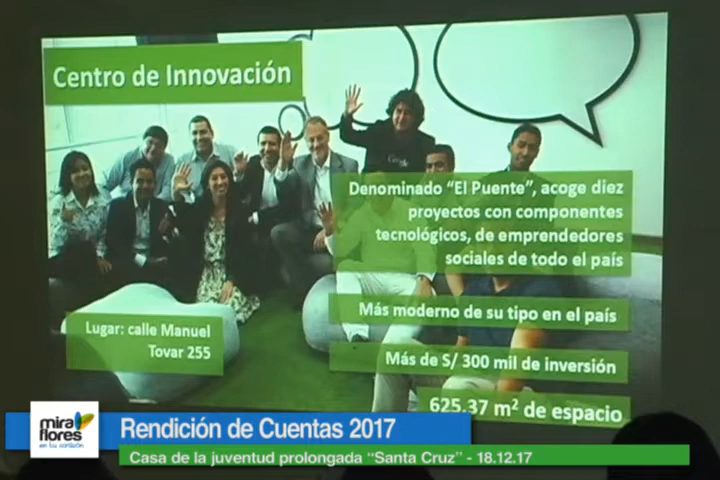 Centro de Innovación
Denominado "El Puente", acoge diez
proyectos con componentes
tecnológicos, de emprendedores
sociales de todo el país
Más moderno de su tipo en el país
Lugar: calle Manuel
Tovar 255
Más de S/ 300 mil de inversión
625.37 m² de espacio
mira
flores
en tu corazón
Rendición de Cuentas 2017
Casa de la juventud prolongada "Santa Cruz" - 18.12.17
Google